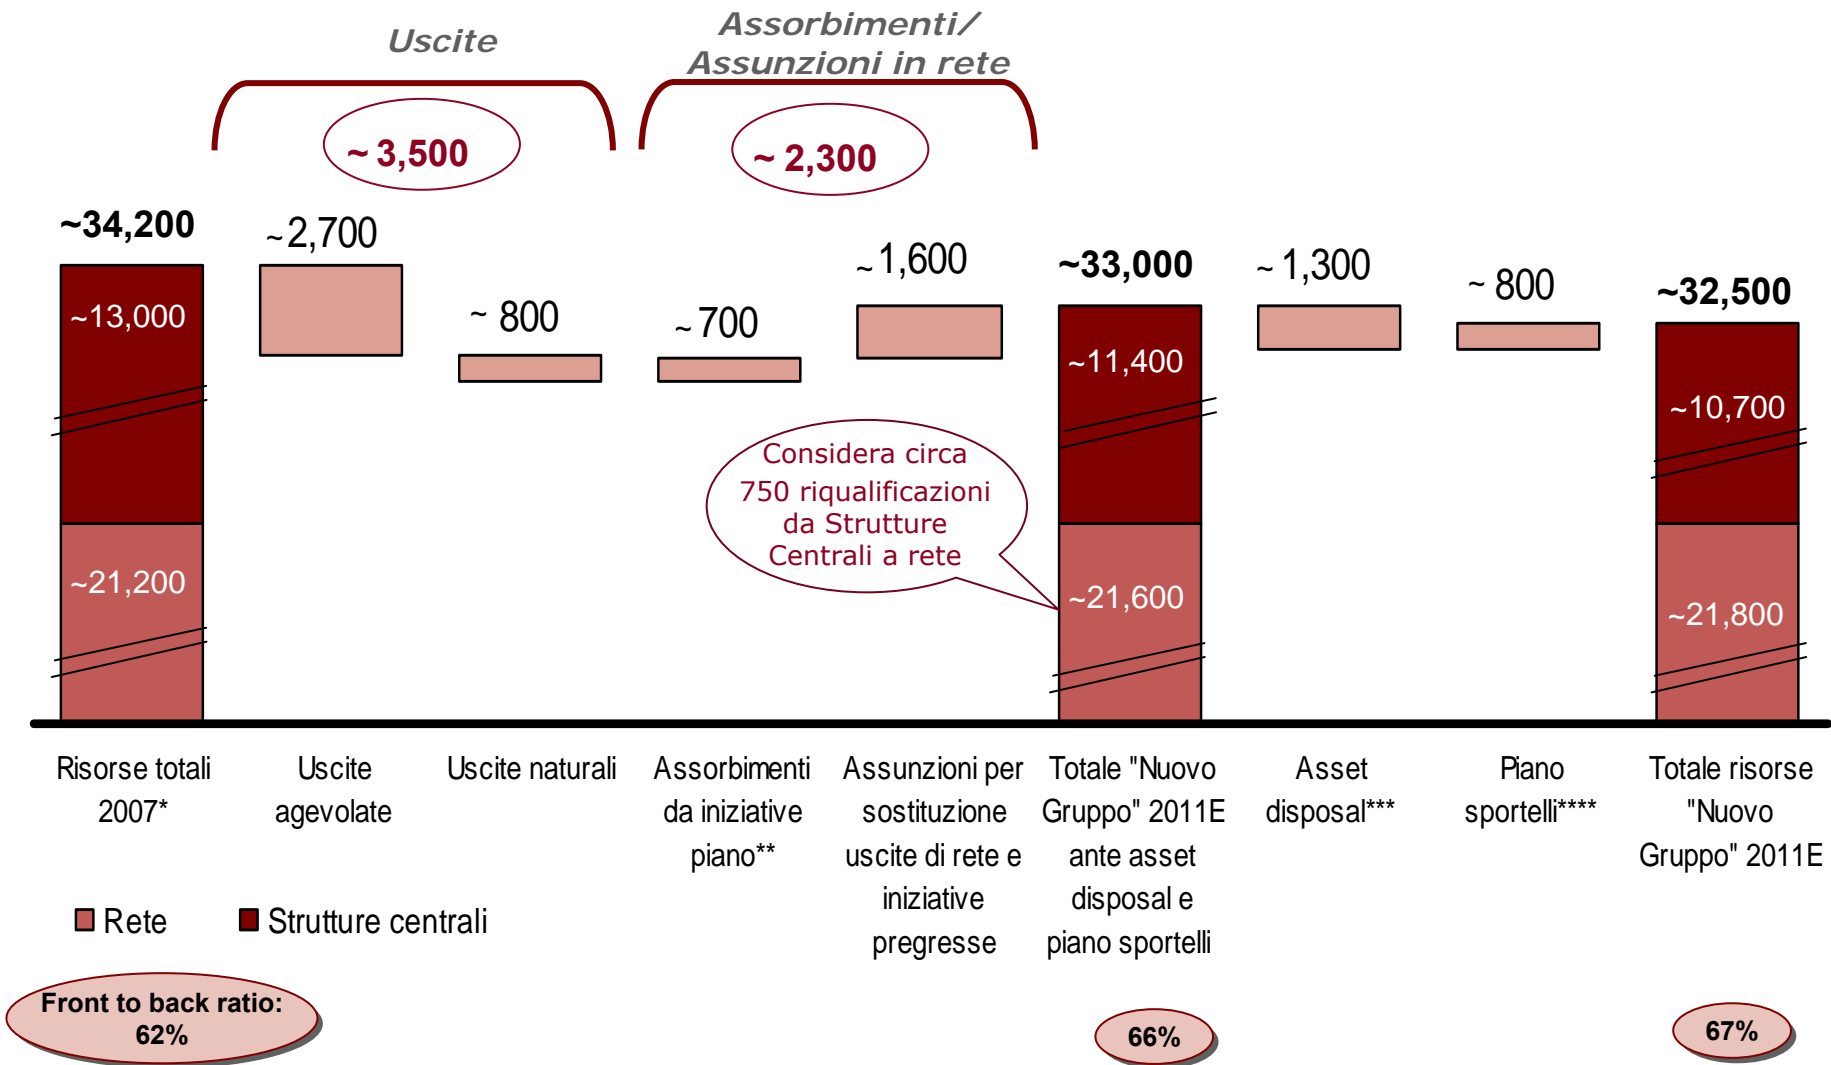 Uscite
Assorbimenti/
Assunzioni in rete
~ 3,500
~ 2,300
~34,200
~2,700
~ 800
~700
~1,600
~33,000
~ 1,300
~ 800
~32,500
~13,000
~11,400
~10,700
Considera circa
750 riqualificazioni
da Strutture
Centrali a rete
~21,200
~21,600
~21,800
Risorse totali
2007*
Uscite
agevolate
Uscite naturali
Assorbimenti
da iniziative
piano**
Assunzioni per
sostituzione
uscite di rete e
iniziative
pregresse
Totale "Nuovo
Gruppo" 2011E
ante asset
disposal e
piano sportelli
Asset
disposal***
Piano
sportelli****
Totale risorse
"Nuovo
Gruppo" 2011E
Rete
Strutture centrali
Front to back ratio:
62%
66%
67%